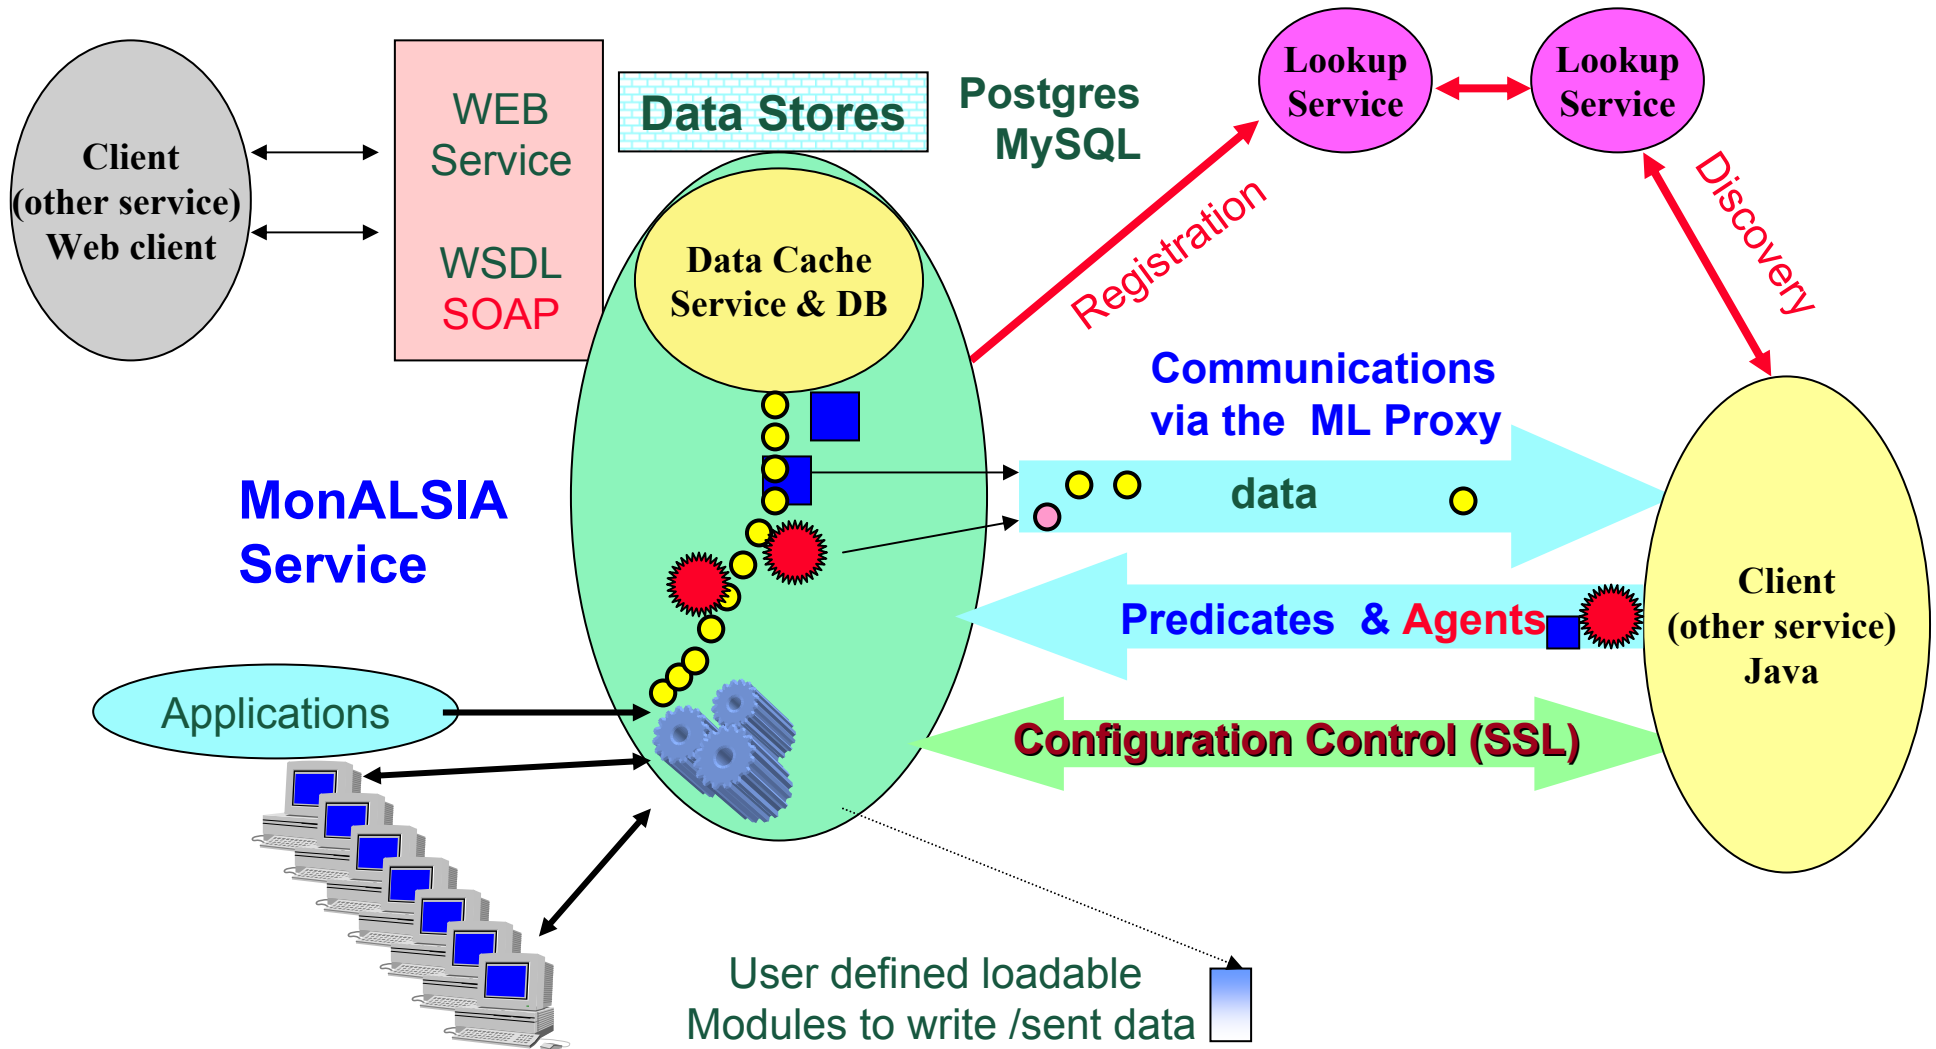 Client
(other service)
Web client
WEB
Service
WSDL
SOAP
Data Stores
Postgres
MySQL
Data Cache
Service & DB
Lookup
Service
Lookup
Service
Registration
Discovery
Communications
via the ML Proxy
data
Predicates & Agents
Configuration Control (SSL)
Client
(other service)
Java
MonALSIA
Service
Applications
User defined loadable
Modules to write /sent data